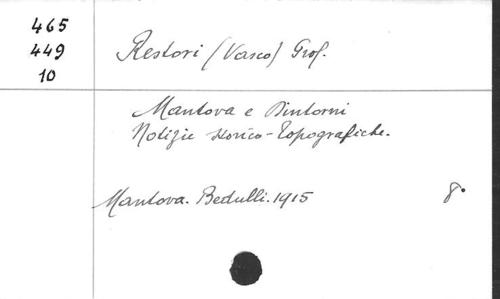 465
449
10
Restori (Vasco) Prof.
Mantova e Dintorni
Notizie storico-topografiche.
Mantova. Bedulli. 1915 8°